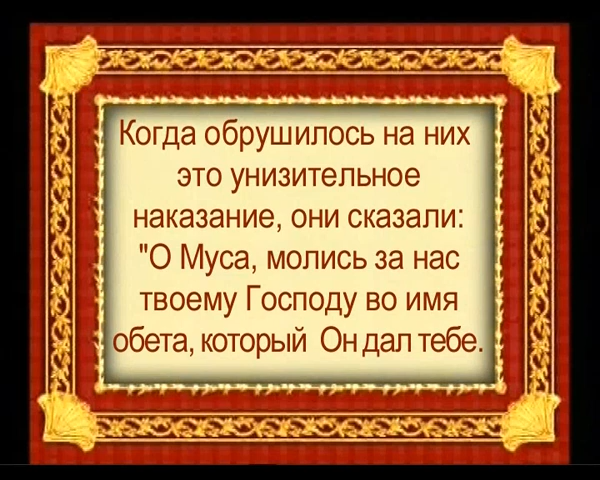 Когда обрушилось на них
это унизительное
наказание, они сказали:
"О Муса, молись за нас
твоему Господу во имя
обета, который Он дал тебе.